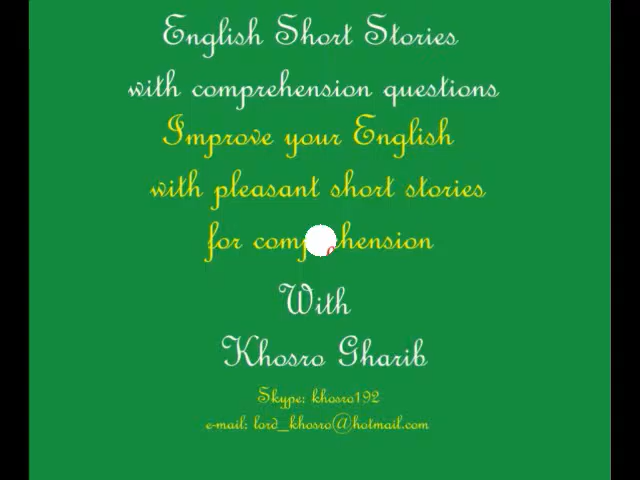 English Short Stories
with comprehension questions
Improve your English
with pleasant short stories
for comprehension
With
Khosro Gharib
Skype: khosro192
e-mail: lord_khosro@hotmail.com